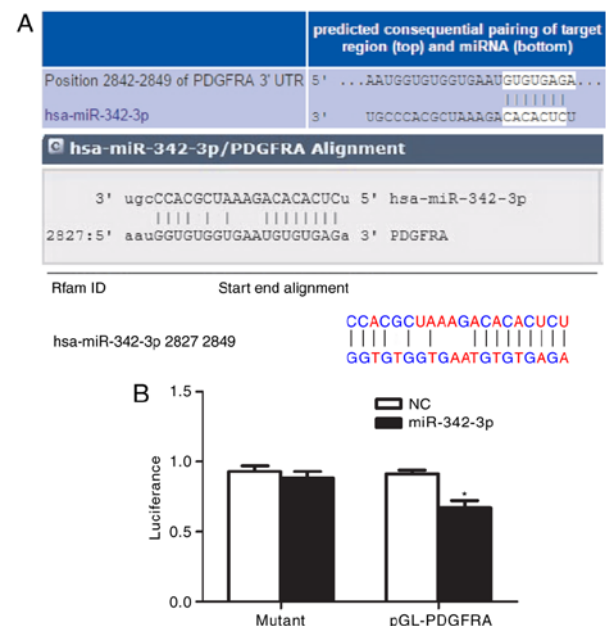 A
predicted consequential pairing of target
region (top) and miRNA (bottom)
Position 2842-2849 of PDGFRA 3' UTR 5' ...AAUGGUGUGGUGAAUGUGUGAGA...
hsa-miR-342-3p 3' UGCCCACGCUAAAGACACACUCU
hsa-miR-342-3p/PDGFRA Alignment
3' ugcCCACGCUAAAGACACACUCu 5' hsa-miR-342-3p
2827:5' aauGGUGUGGUGAAUGUGUGAGa 3' PDGFRA
Rfam ID Start end alignment
CCACGCUAAAGACACACUCU
hsa-miR-342-3p 2827 2849
GGTGTGGTGAATGTGTGAGA
B
1.5
NC
miR-342-3p
1.0
*
Luciferance
0.5
0.0
Mutant pGL-PDGFRA